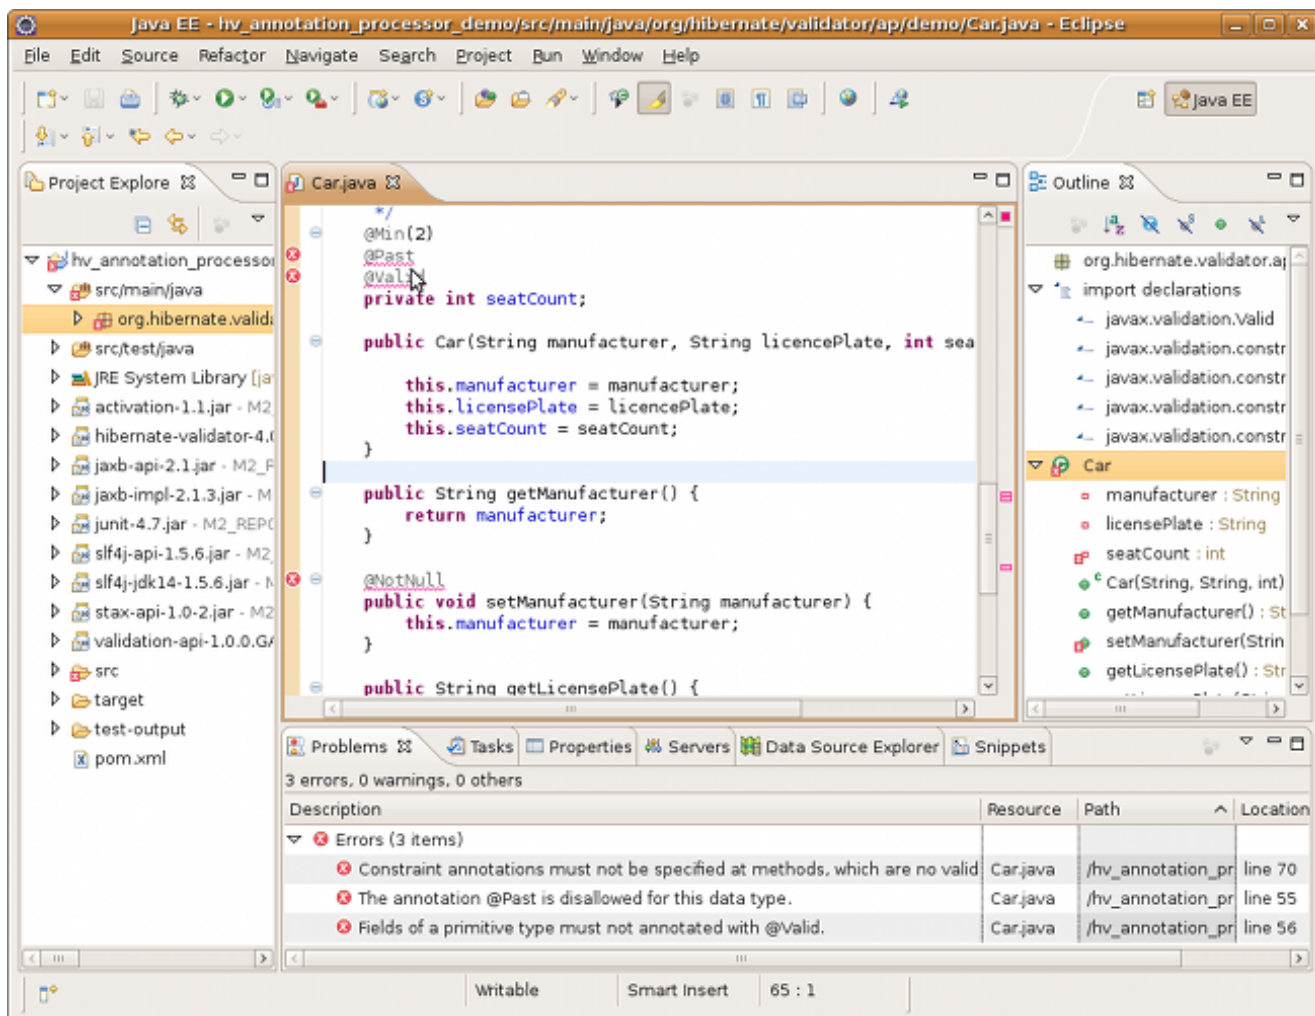 Java EE - hv_annotation_processor_demo/src/main/java/org/hibernate/validator/ap/demo/Car.java - Eclipse
File Edit Source Refactor Navigate Search Project Run Window Help
Java EE
Project Explore
hv_annotation_processor
src/main/java
org.hibernate.valida
src/test/java
JRE System Library [ja
activation-1.1.jar - M2_
hibernate-validator-4.0
jaxb-api-2.1.jar - M2_R
jaxb-impl-2.1.3.jar - M
junit-4.7.jar - M2_REPO
slf4j-api-1.5.6.jar - M2_
slf4j-jdk14-1.5.6.jar - M
stax-api-1.0-2.jar - M2
validation-api-1.0.0.GA
src
target
test-output
pom.xml
Car.java
*/
@Min(2)
@Past
@Valid
private int seatCount;
public Car(String manufacturer, String licencePlate, int sea
this.manufacturer = manufacturer;
this.licensePlate = licencePlate;
this.seatCount = seatCount;
}
public String getManufacturer() {
return manufacturer;
}
@NotNull
public void setManufacturer(String manufacturer) {
this.manufacturer = manufacturer;
}
public String getLicensePlate() {
Outline
org.hibernate.validator.ap
import declarations
javax.validation.Valid
javax.validation.constr
javax.validation.constr
javax.validation.constr
javax.validation.constr
Car
manufacturer : String
licensePlate : String
seatCount : int
Car(String, String, int)
getManufacturer() : St
setManufacturer(Strin
getLicensePlate() : Str
Problems Tasks Properties Servers Data Source Explorer Snippets
3 errors, 0 warnings, 0 others
Description Resource Path Location
Errors (3 items)
Constraint annotations must not be specified at methods, which are no valid Car.java /hv_annotation_pr line 70
The annotation @Past is disallowed for this data type. Car.java /hv_annotation_pr line 55
Fields of a primitive type must not annotated with @Valid. Car.java /hv_annotation_pr line 56
Writable Smart Insert 65 : 1